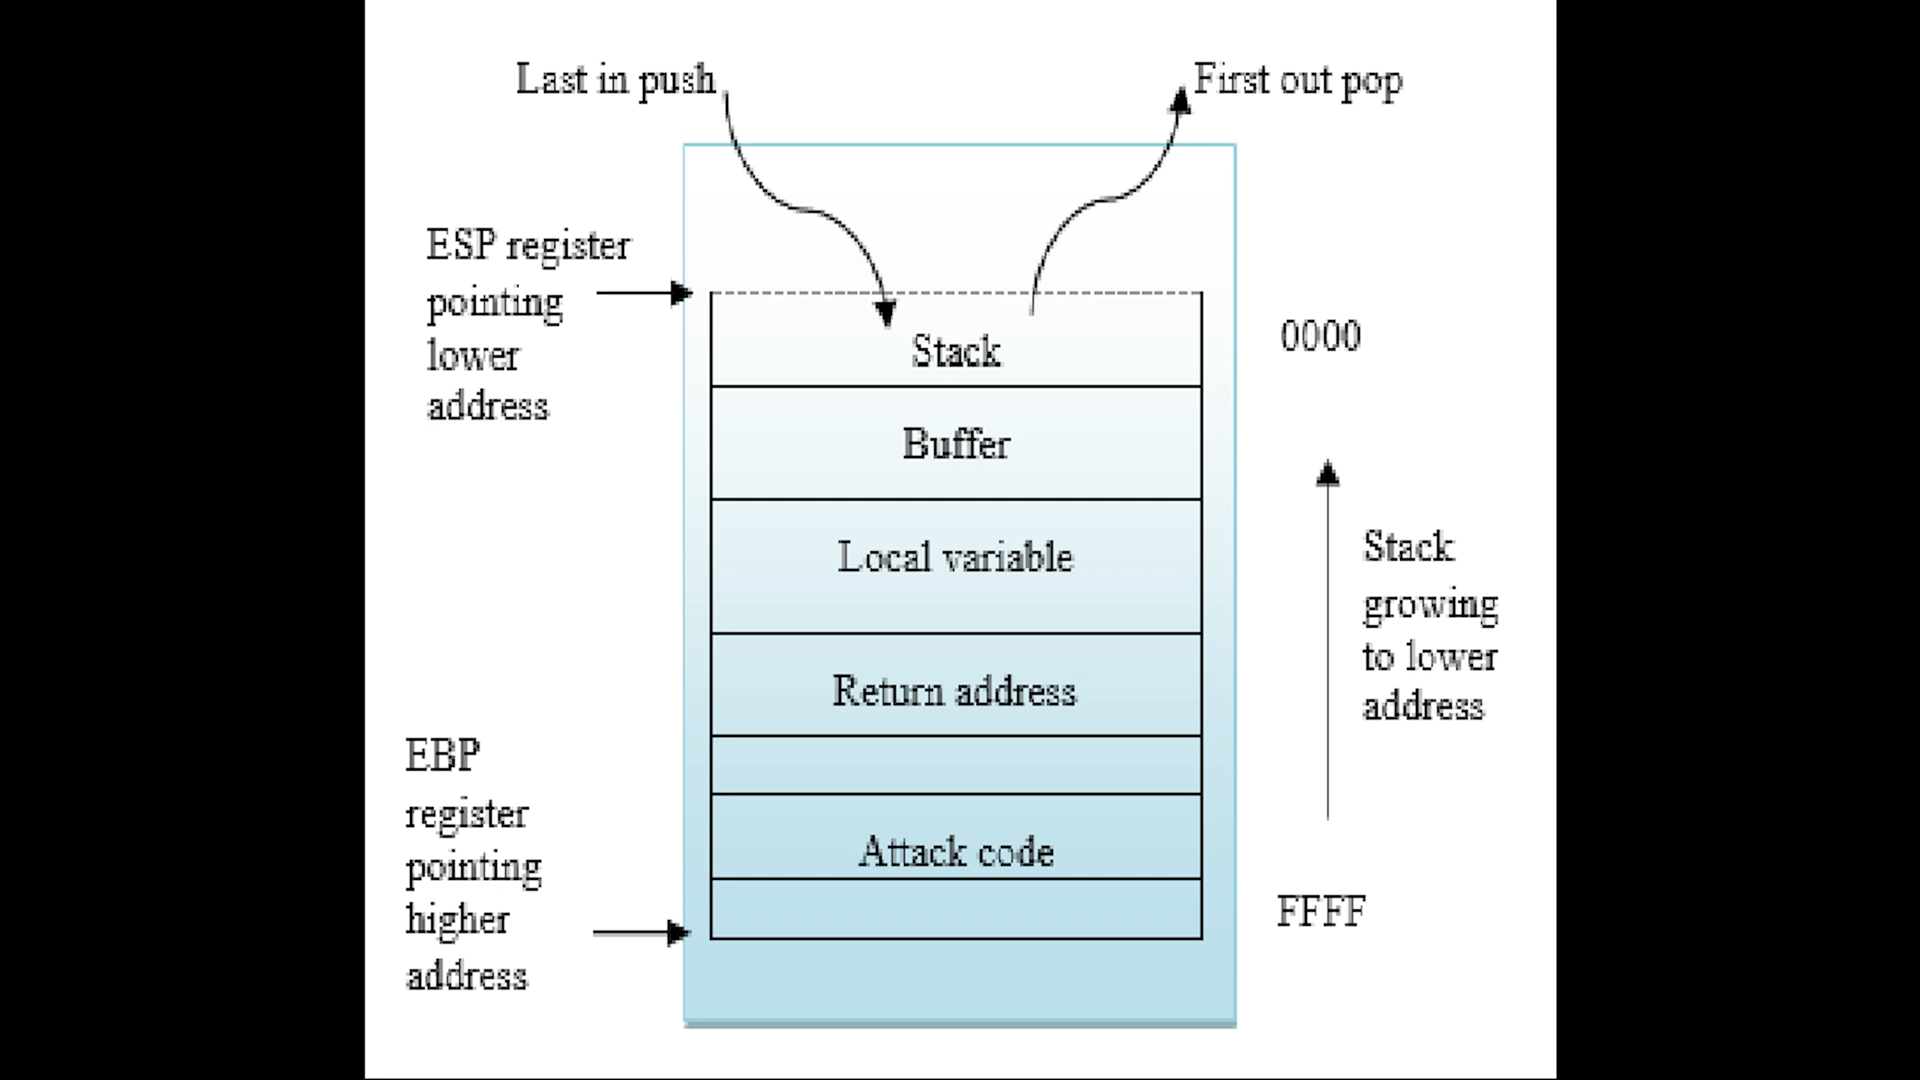 Last in push
First out pop
ESP register
pointing
lower
address
0000
Stack
Buffer
Local variable
Return address
Stack
growing
to lower
address
EBP
register
pointing
higher
address
Attack code
FFFF